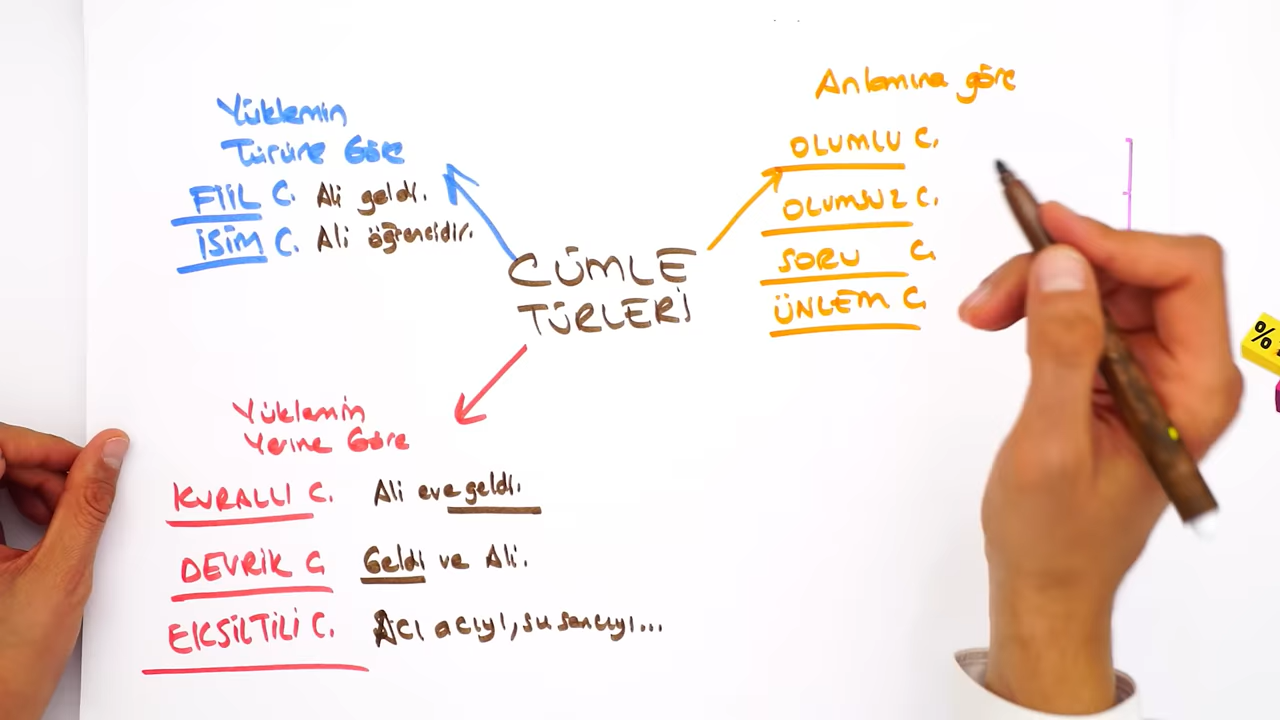 Yüklemin
Türüne Göre
FİİL C. Ali geldi.
İSİM C. Ali öğrencidir.
CÜMLE
TÜRLERİ
Anlamına göre
OLUMLU C.
OLUMSUZ C.
SORU C.
ÜNLEM C.
Yüklemin
Yerine Göre
KURALLI C. Ali eve geldi.
DEVRİK C. Geldi ve Ali.
EKSİLTİLİ C. Acı acıyı, su sancıyı...
%